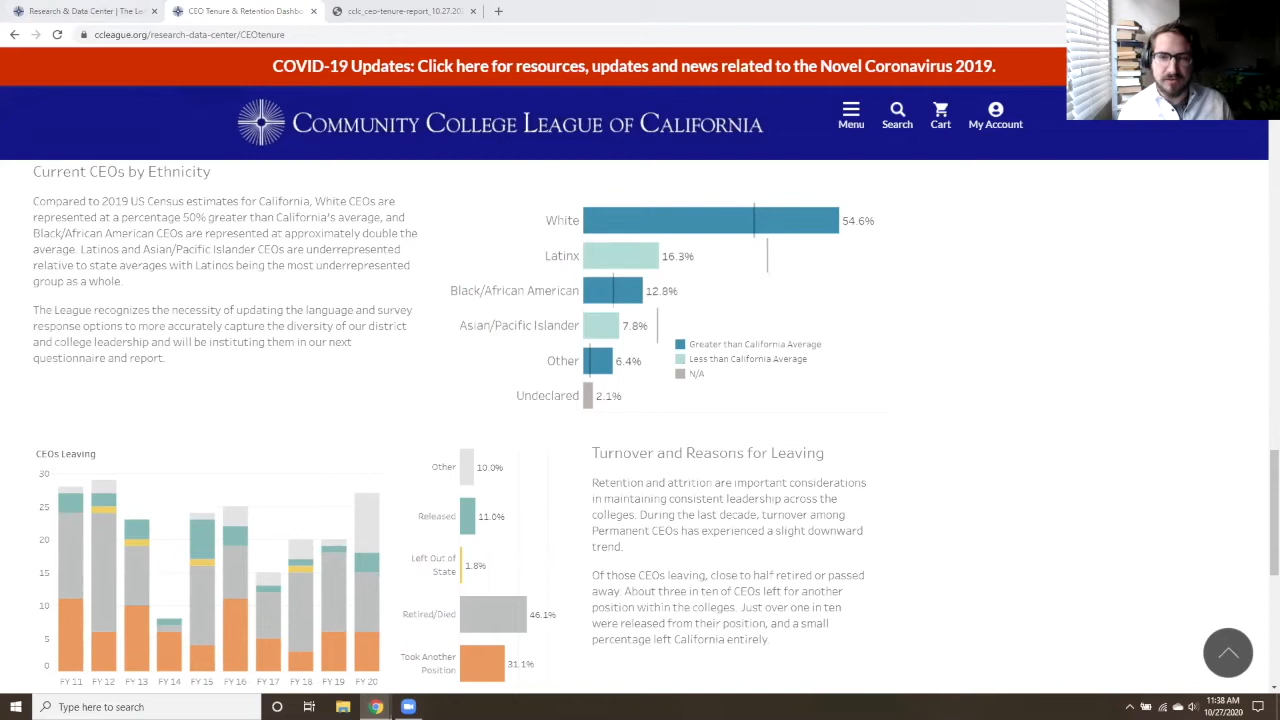 Research & Data Center | The Le
CEO Tenure & Retention Dashbo
cclc_ceo-tenure-report_10.27.202
ccleague.org/research-data-center/CEOtenure
COVID-19 Updates: Click here for resources, updates and news related to the Novel Coronavirus 2019.
COMMUNITY COLLEGE LEAGUE OF CALIFORNIA
Menu Search Cart My Account
Current CEOs by Ethnicity
Compared to 2019 US Census estimates for California, White CEOs are
represented at a percentage 50% greater than California's average, and
Black/African American CEOs are represented at approximately double the
average. Latinos and Asian/Pacific Islander CEOs are underrepresented
relative to state averages with Latinos being the most underrepresented
group as a whole.
The League recognizes the necessity of updating the language and survey
response options to more accurately capture the diversity of our district
and college leadership and will be instituting them in our next
questionnaire and report.
White 54.6%
Latinx 16.3%
Black/African American 12.8%
Asian/Pacific Islander 7.8%
Other 6.4%
Undeclared 2.1%
Greater than California Average
Less than California Average
N/A
CEOs Leaving
30
25
20
15
10
5
0
FY 11 FY 12 FY 13 FY 14 FY 15 FY 16 FY 17 FY 18 FY 19 FY 20
Other 10.0%
Released 11.0%
Left Out of
State 1.8%
Retired/Died 46.1%
Took Another
Position 31.1%
Turnover and Reasons for Leaving
Retention and attrition are important considerations
in maintaining consistent leadership across the
colleges. During the last decade, turnover among
Permanent CEOs has experienced a slight downward
trend.
Of those CEOs leaving, close to half retired or passed
away. About three in ten of CEOs left for another
position within the colleges. Just over one in ten
were released from their position, and a small
percentage left California entirely.
Type here to search
11:38 AM
10/27/2020